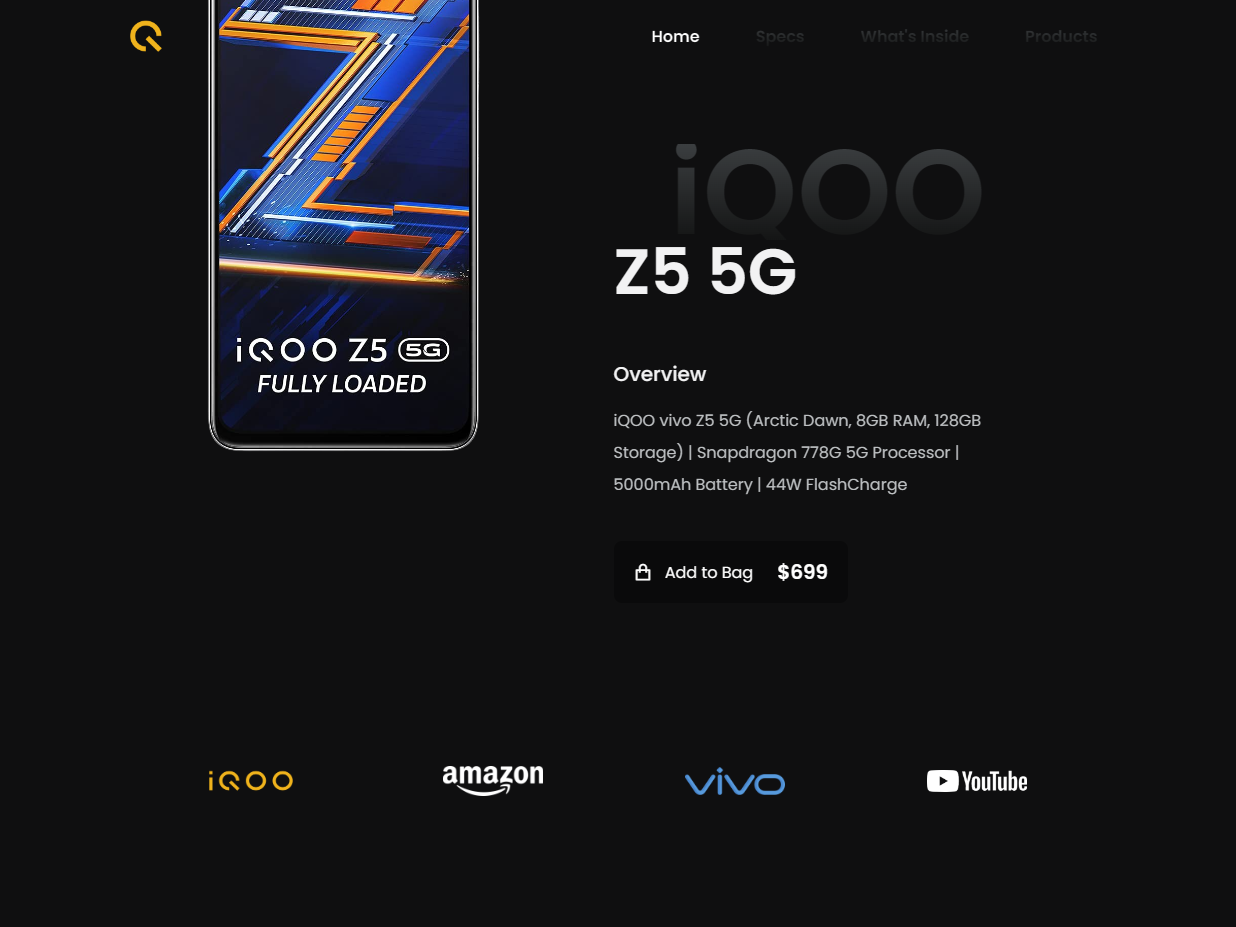 Home
Specs
What's Inside
Products
iQOO
Z5 5G
iQOO Z5 5G
FULLY LOADED
Overview
iQOO vivo Z5 5G (Arctic Dawn, 8GB RAM, 128GB
Storage) | Snapdragon 778G 5G Processor |
5000mAh Battery | 44W FlashCharge
Add to Bag $699
iQOO
amazon
vivo
YouTube